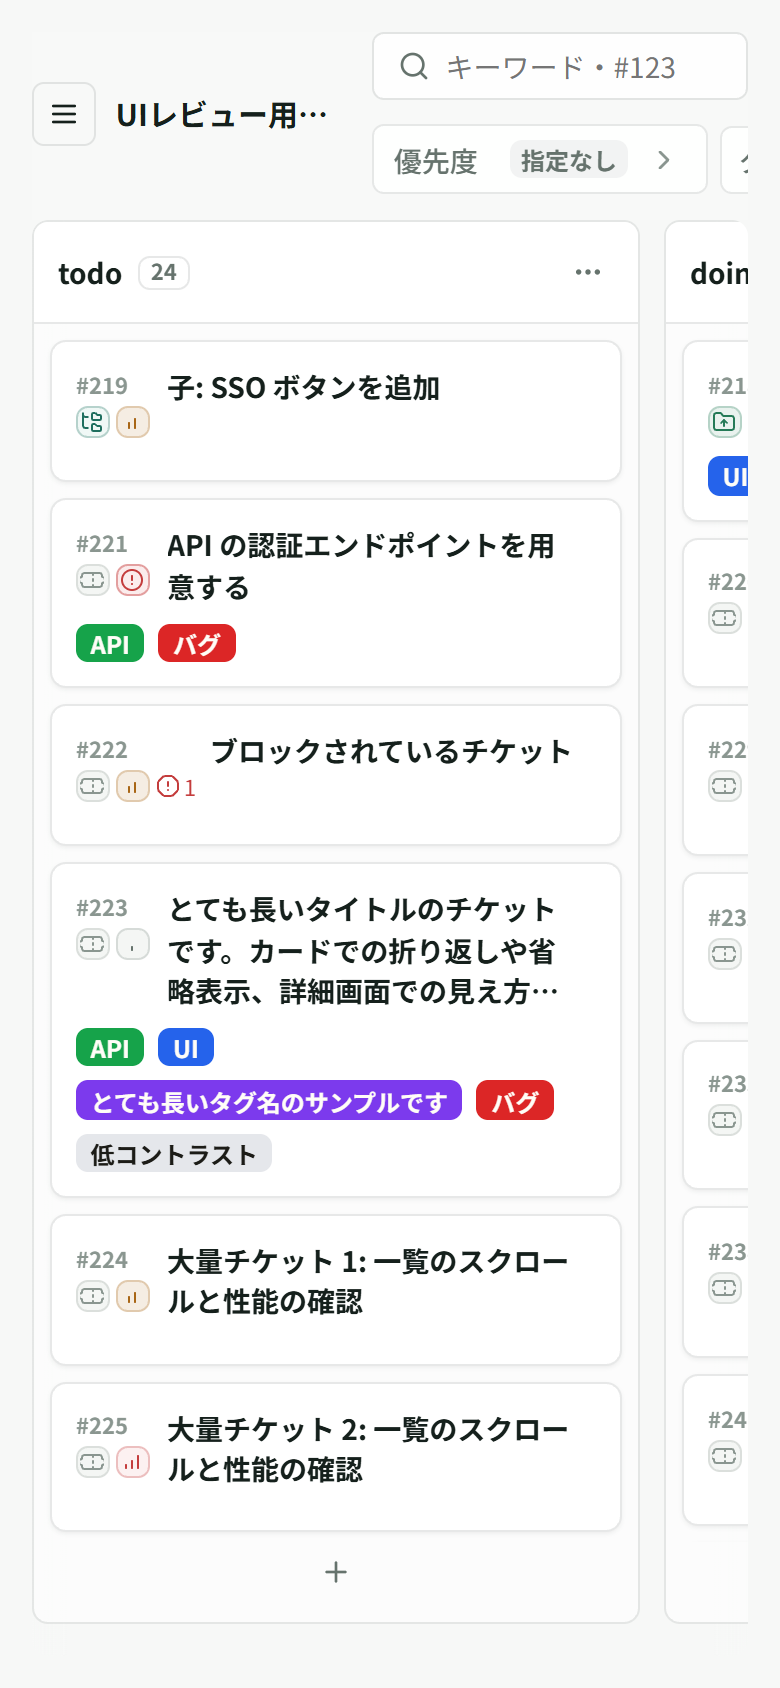 キーワード・#123
UIレビュー用…
優先度 指定なし
todo 24
#219 子: SSO ボタンを追加
#221 API の認証エンドポイントを用
意する
API バグ
#222 ブロックされているチケット
1
#223 とても長いタイトルのチケット
です。カードでの折り返しや省
略表示、詳細画面での見え方…
API UI
とても長いタグ名のサンプルです バグ
低コントラスト
#224 大量チケット 1: 一覧のスクロー
ルと性能の確認
#225 大量チケット 2: 一覧のスクロー
ルと性能の確認
doin
#21
UI
#22
#22
#23
#23
#23
#24